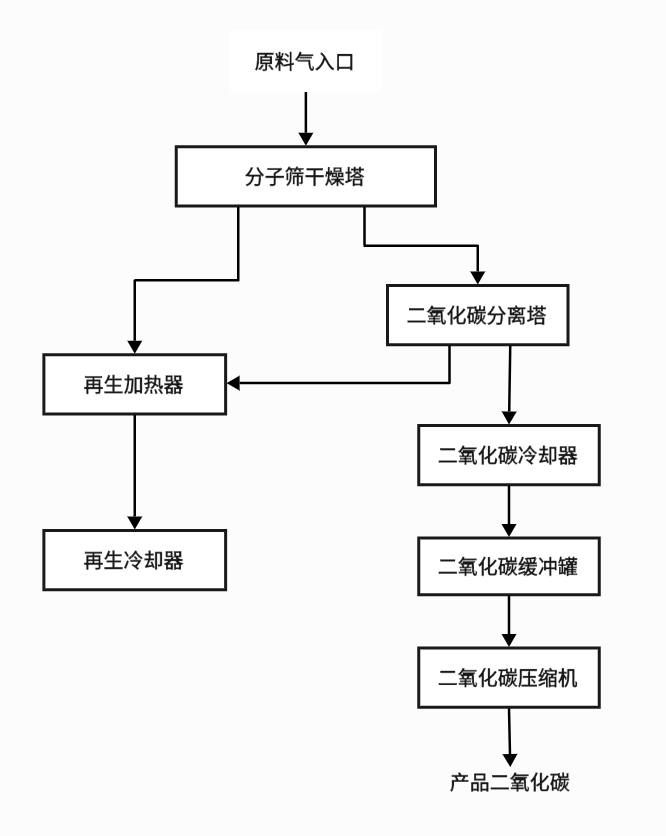 原料气入口
分子筛干燥塔
二氧化碳分离塔
再生加热器
二氧化碳冷却器
再生冷却器
二氧化碳缓冲罐
二氧化碳压缩机
产品二氧化碳